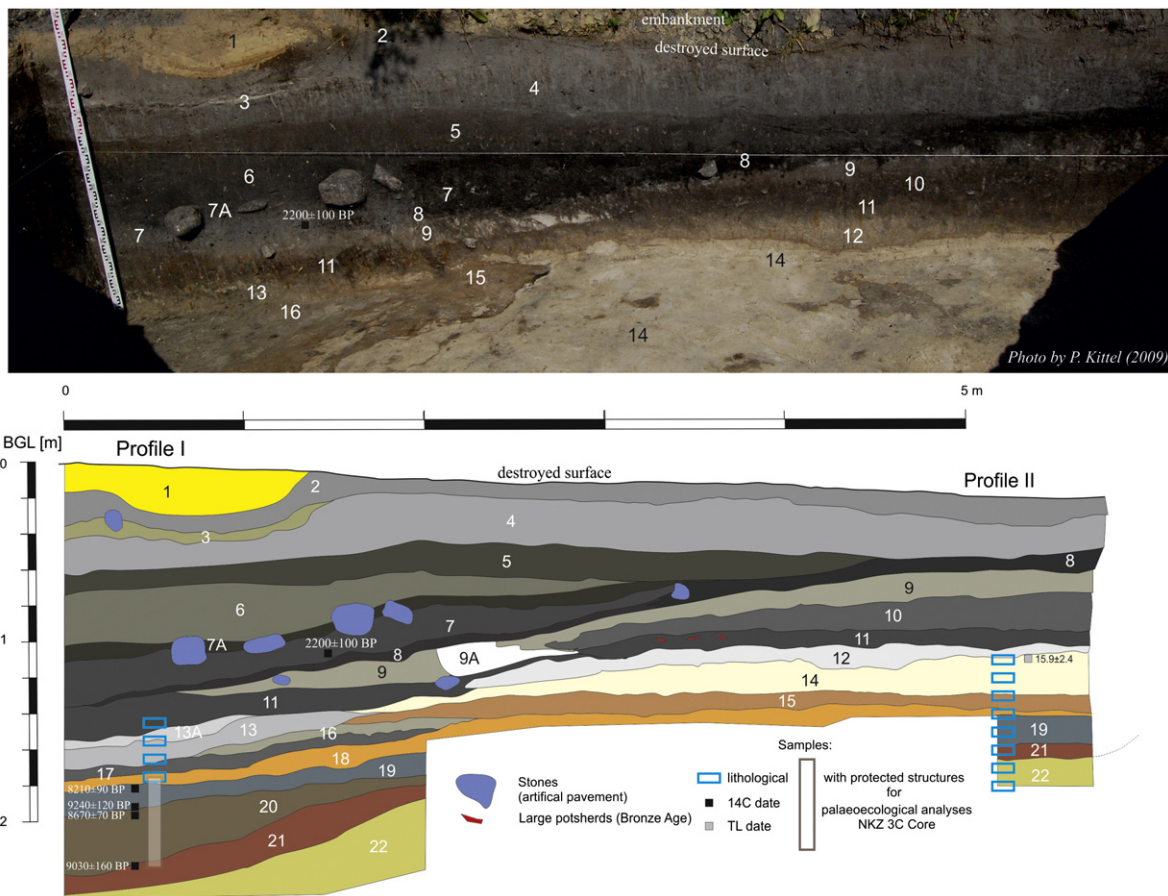 embankment
destroyed surface
1
2
3
4
5
6
7A
2200±100 BP
7
7
8
8
9
9
10
11
11
12
13
14
14
15
16
Photo by P. Kittel (2009)
0
5 m
BGL [m]
Profile I
destroyed surface
Profile II
0
1
2
1
2
3
4
5
6
7
7A
2200±100 BP
8
8
9
9
9A
10
11
11
12
15.9±2.4
13A
13
14
15
16
17
18
19
19
20
21
21
22
22
8210±90 BP
9240±120 BP
8670±70 BP
9030±160 BP
Stones
(artifical pavement)
Large potsherds (Bronze Age)
Samples:
lithological
14C date
TL date
with protected structures
for
palaeoecological analyses
NKZ 3C Core